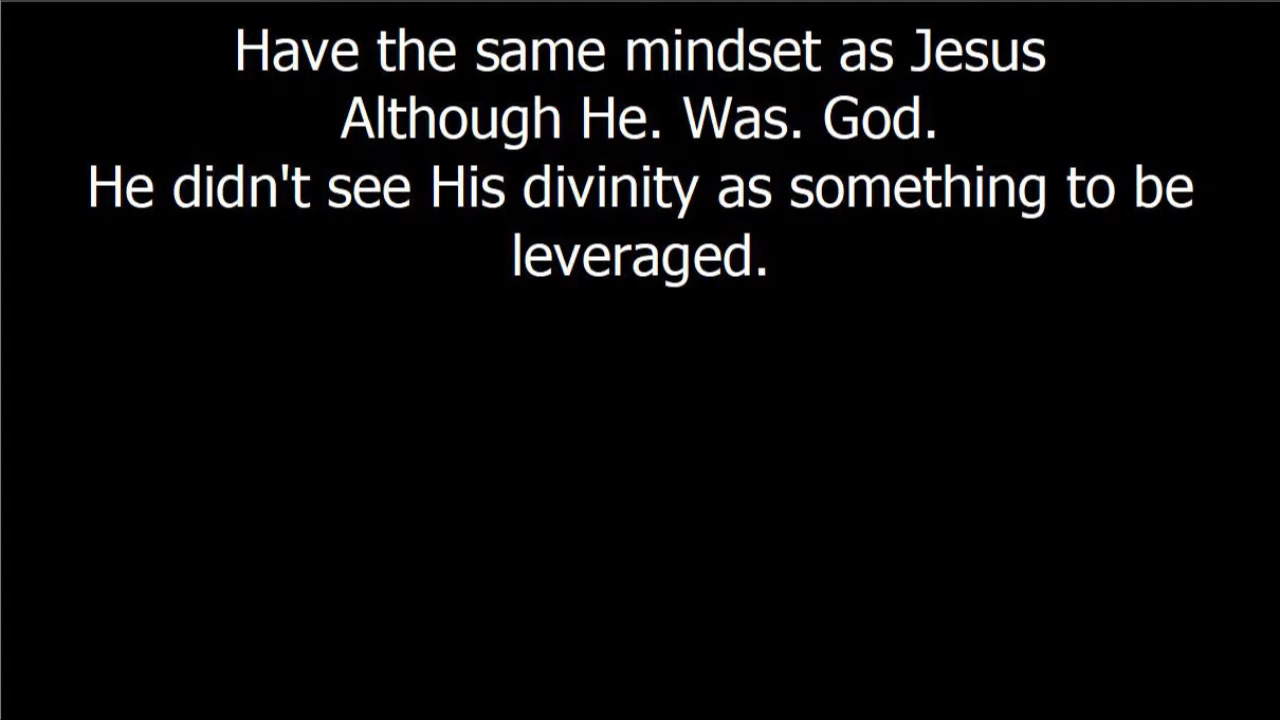 Have the same mindset as Jesus
Although He. Was. God.
He didn't see His divinity as something to be
leveraged.